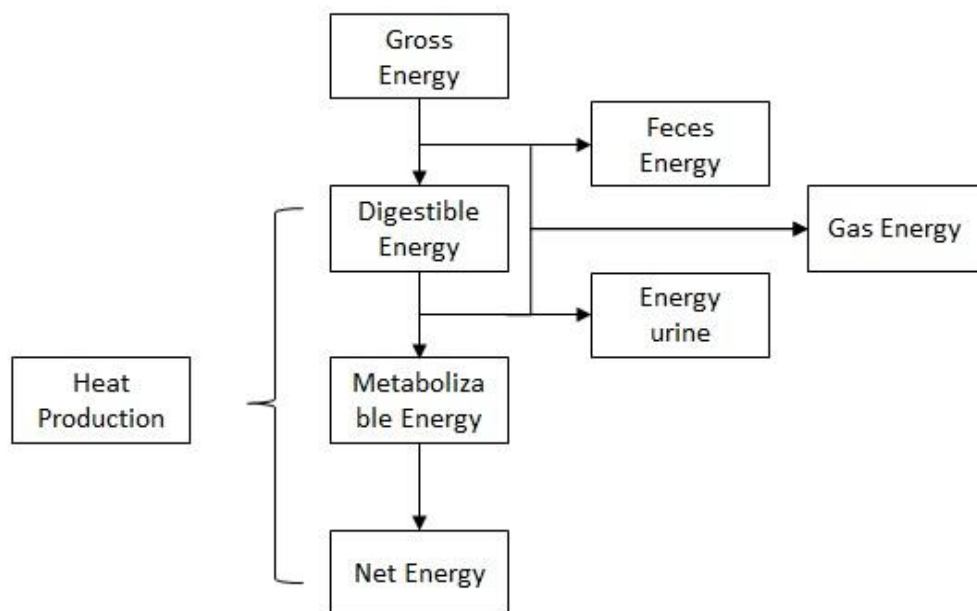 Gross
Energy
Feces
Energy
Digestible
Energy
Gas Energy
Energy
urine
Heat
Production
Metaboliza
ble Energy
Net Energy